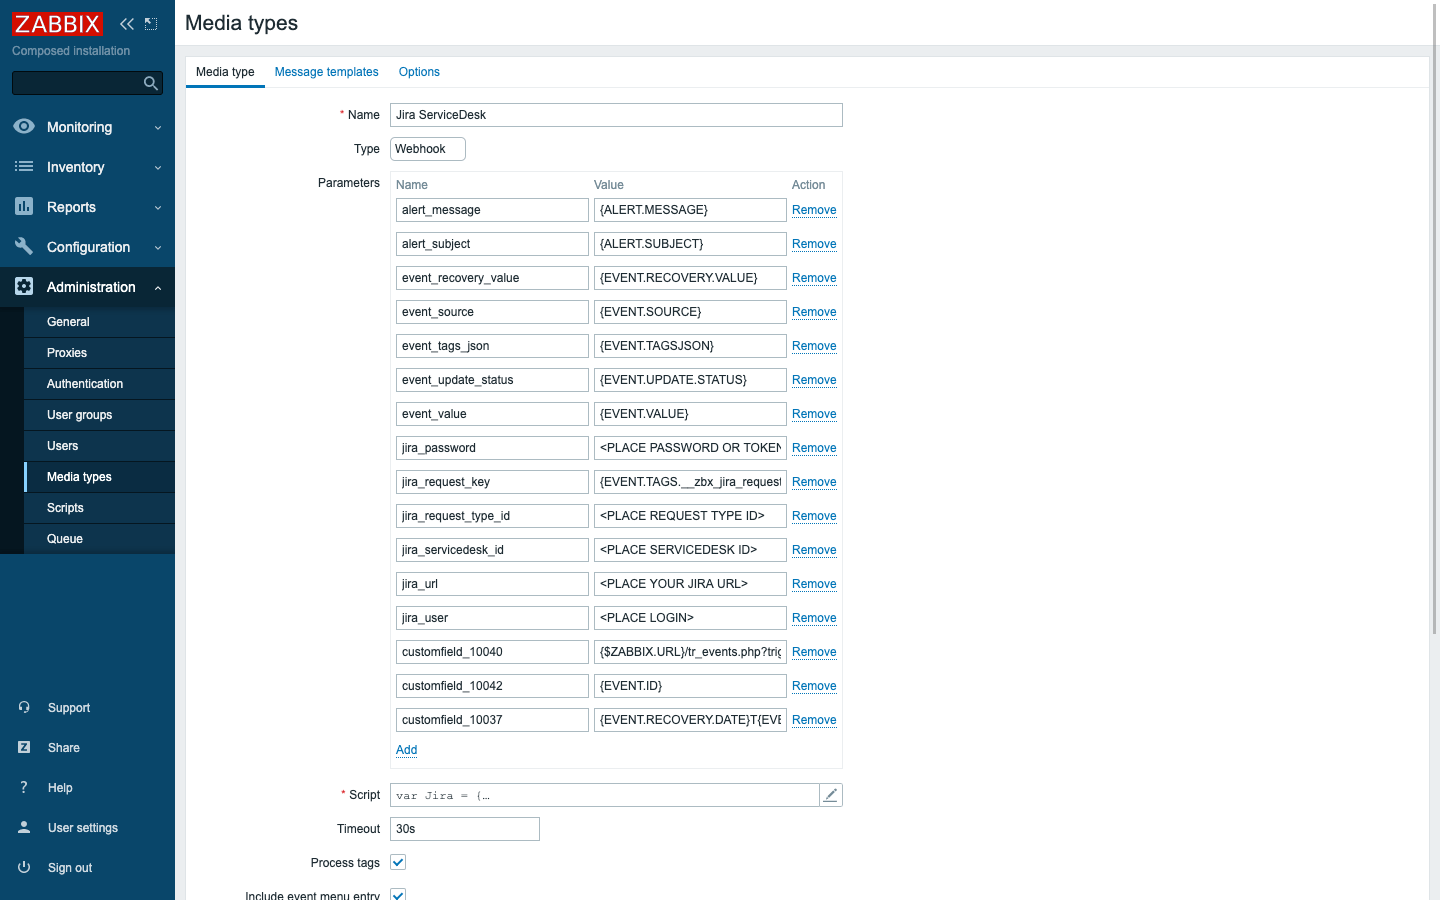 ZABBIX
Composed installation
Monitoring
Inventory
Reports
Configuration
Administration
General
Proxies
Authentication
User groups
Users
Media types
Scripts
Queue
Support
Share
Help
User settings
Sign out
Media types
Media type Message templates Options
* Name Jira ServiceDesk
Type Webhook
Parameters Name Value Action
alert_message {ALERT.MESSAGE} Remove
alert_subject {ALERT.SUBJECT} Remove
event_recovery_value {EVENT.RECOVERY.VALUE} Remove
event_source {EVENT.SOURCE} Remove
event_tags_json {EVENT.TAGSJSON} Remove
event_update_status {EVENT.UPDATE.STATUS} Remove
event_value {EVENT.VALUE} Remove
jira_password <PLACE PASSWORD OR TOKEN Remove
jira_request_key {EVENT.TAGS.__zbx_jira_request Remove
jira_request_type_id <PLACE REQUEST TYPE ID> Remove
jira_servicedesk_id <PLACE SERVICEDESK ID> Remove
jira_url <PLACE YOUR JIRA URL> Remove
jira_user <PLACE LOGIN> Remove
customfield_10040 {$ZABBIX.URL}/tr_events.php?trig Remove
customfield_10042 {EVENT.ID} Remove
customfield_10037 {EVENT.RECOVERY.DATE}T{EVE Remove
Add
* Script var Jira = {…
Timeout 30s
Process tags
Include event menu entry